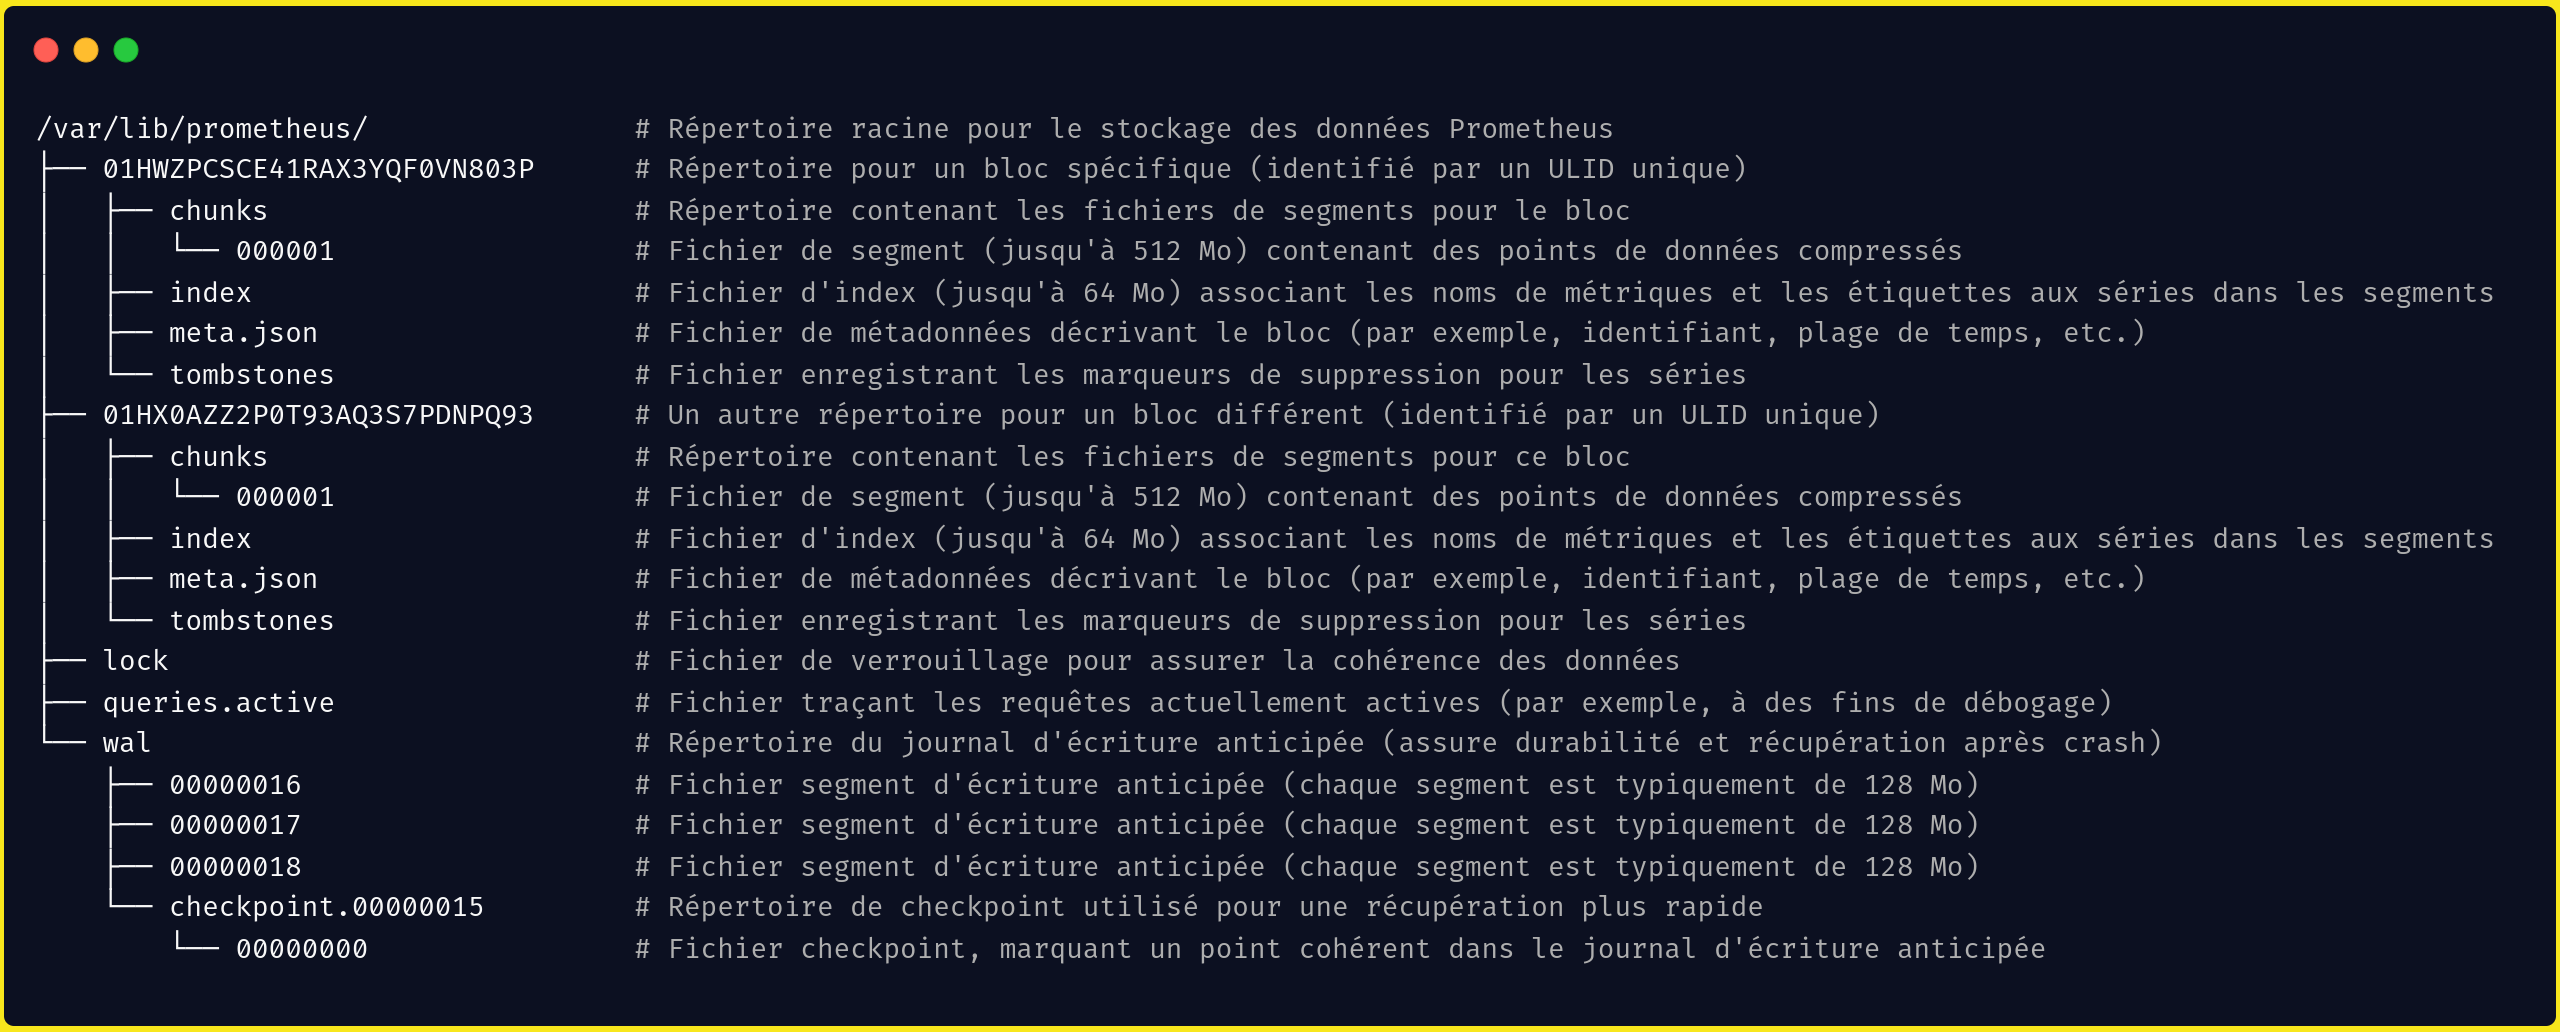 /var/lib/prometheus/ # Répertoire racine pour le stockage des données Prometheus
├── 01HWZPCSCE41RAX3YQF0VN803P # Répertoire pour un bloc spécifique (identifié par un ULID unique)
│   ├── chunks # Répertoire contenant les fichiers de segments pour le bloc
│   │   └── 000001 # Fichier de segment (jusqu'à 512 Mo) contenant des points de données compressés
│   ├── index # Fichier d'index (jusqu'à 64 Mo) associant les noms de métriques et les étiquettes aux séries dans les segments
│   ├── meta.json # Fichier de métadonnées décrivant le bloc (par exemple, identifiant, plage de temps, etc.)
│   └── tombstones # Fichier enregistrant les marqueurs de suppression pour les séries
├── 01HX0AZZ2P0T93AQ3S7PDNPQ93 # Un autre répertoire pour un bloc différent (identifié par un ULID unique)
│   ├── chunks # Répertoire contenant les fichiers de segments pour ce bloc
│   │   └── 000001 # Fichier de segment (jusqu'à 512 Mo) contenant des points de données compressés
│   ├── index # Fichier d'index (jusqu'à 64 Mo) associant les noms de métriques et les étiquettes aux séries dans les segments
│   ├── meta.json # Fichier de métadonnées décrivant le bloc (par exemple, identifiant, plage de temps, etc.)
│   └── tombstones # Fichier enregistrant les marqueurs de suppression pour les séries
├── lock # Fichier de verrouillage pour assurer la cohérence des données
├── queries.active # Fichier traçant les requêtes actuellement actives (par exemple, à des fins de débogage)
└── wal # Répertoire du journal d'écriture anticipée (assure durabilité et récupération après crash)
    ├── 00000016 # Fichier segment d'écriture anticipée (chaque segment est typiquement de 128 Mo)
    ├── 00000017 # Fichier segment d'écriture anticipée (chaque segment est typiquement de 128 Mo)
    ├── 00000018 # Fichier segment d'écriture anticipée (chaque segment est typiquement de 128 Mo)
    └── checkpoint.00000015 # Répertoire de checkpoint utilisé pour une récupération plus rapide
        └── 00000000 # Fichier checkpoint, marquant un point cohérent dans le journal d'écriture anticipée